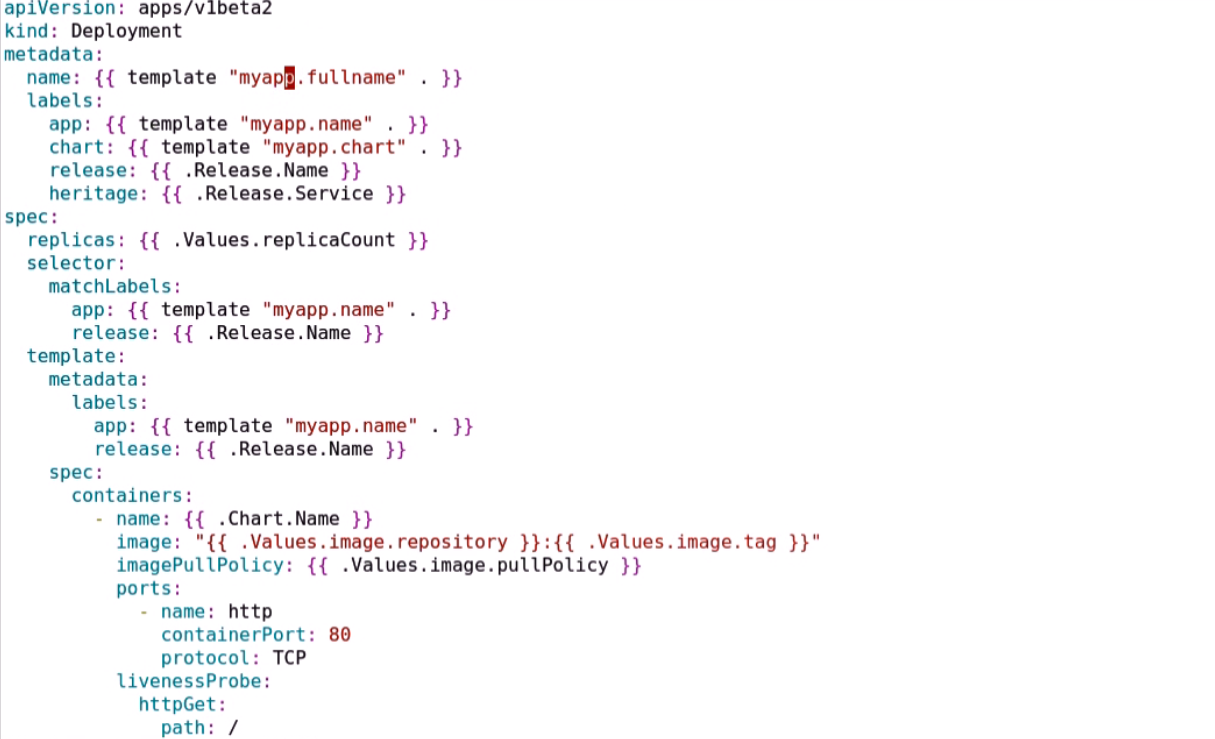 apiVersion: apps/v1beta2
kind: Deployment
metadata:
  name: {{ template "myapp.fullname" . }}
  labels:
    app: {{ template "myapp.name" . }}
    chart: {{ template "myapp.chart" . }}
    release: {{ .Release.Name }}
    heritage: {{ .Release.Service }}
spec:
  replicas: {{ .Values.replicaCount }}
  selector:
    matchLabels:
      app: {{ template "myapp.name" . }}
      release: {{ .Release.Name }}
  template:
    metadata:
      labels:
        app: {{ template "myapp.name" . }}
        release: {{ .Release.Name }}
    spec:
      containers:
        - name: {{ .Chart.Name }}
          image: "{{ .Values.image.repository }}:{{ .Values.image.tag }}"
          imagePullPolicy: {{ .Values.image.pullPolicy }}
          ports:
            - name: http
              containerPort: 80
              protocol: TCP
          livenessProbe:
            httpGet:
              path: /